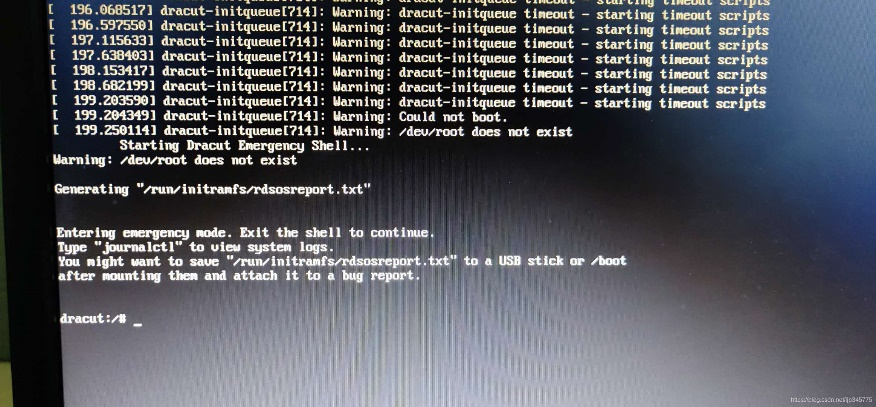 [  196.068517] dracut-initqueue[714]: Warning: dracut-initqueue timeout - starting timeout scripts
[  196.597550] dracut-initqueue[714]: Warning: dracut-initqueue timeout - starting timeout scripts
[  197.115633] dracut-initqueue[714]: Warning: dracut-initqueue timeout - starting timeout scripts
[  197.638403] dracut-initqueue[714]: Warning: dracut-initqueue timeout - starting timeout scripts
[  198.153417] dracut-initqueue[714]: Warning: dracut-initqueue timeout - starting timeout scripts
[  198.682199] dracut-initqueue[714]: Warning: dracut-initqueue timeout - starting timeout scripts
[  199.203590] dracut-initqueue[714]: Warning: dracut-initqueue timeout - starting timeout scripts
[  199.204349] dracut-initqueue[714]: Warning: Could not boot.
[  199.250114] dracut-initqueue[714]: Warning: /dev/root does not exist
Starting Dracut Emergency Shell...
Warning: /dev/root does not exist
Generating "/run/initramfs/rdsosreport.txt"
Entering emergency mode. Exit the shell to continue.
Type "journalctl" to view system logs.
You might want to save "/run/initramfs/rdsosreport.txt" to a USB stick or /boot
after mounting them and attach it to a bug report.
dracut:/# _
https://blog.csdn.net/ljp345775